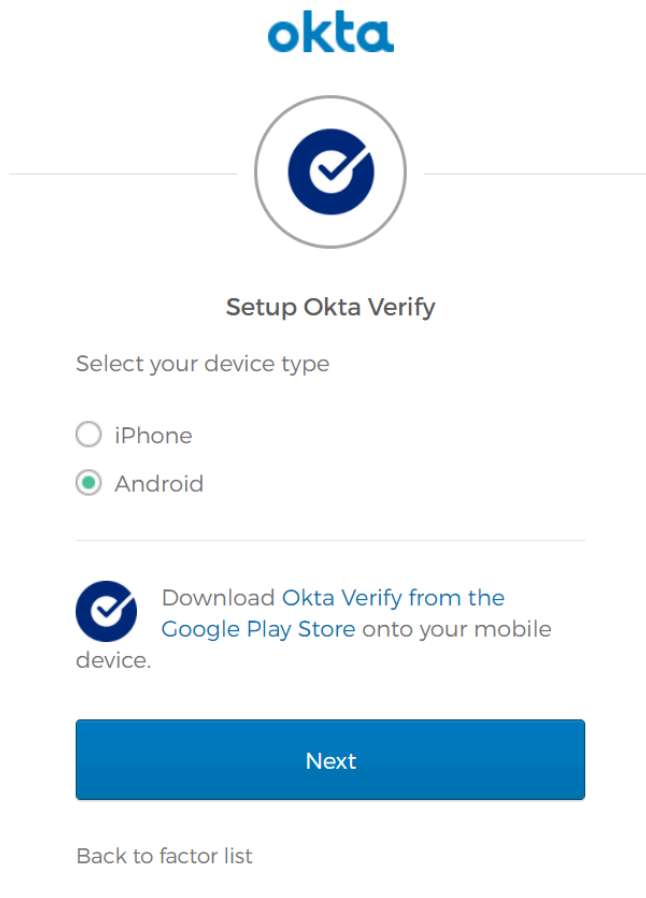 okta
Setup Okta Verify
Select your device type
iPhone
Android
Download Okta Verify from the
Google Play Store onto your mobile
device.
Next
Back to factor list